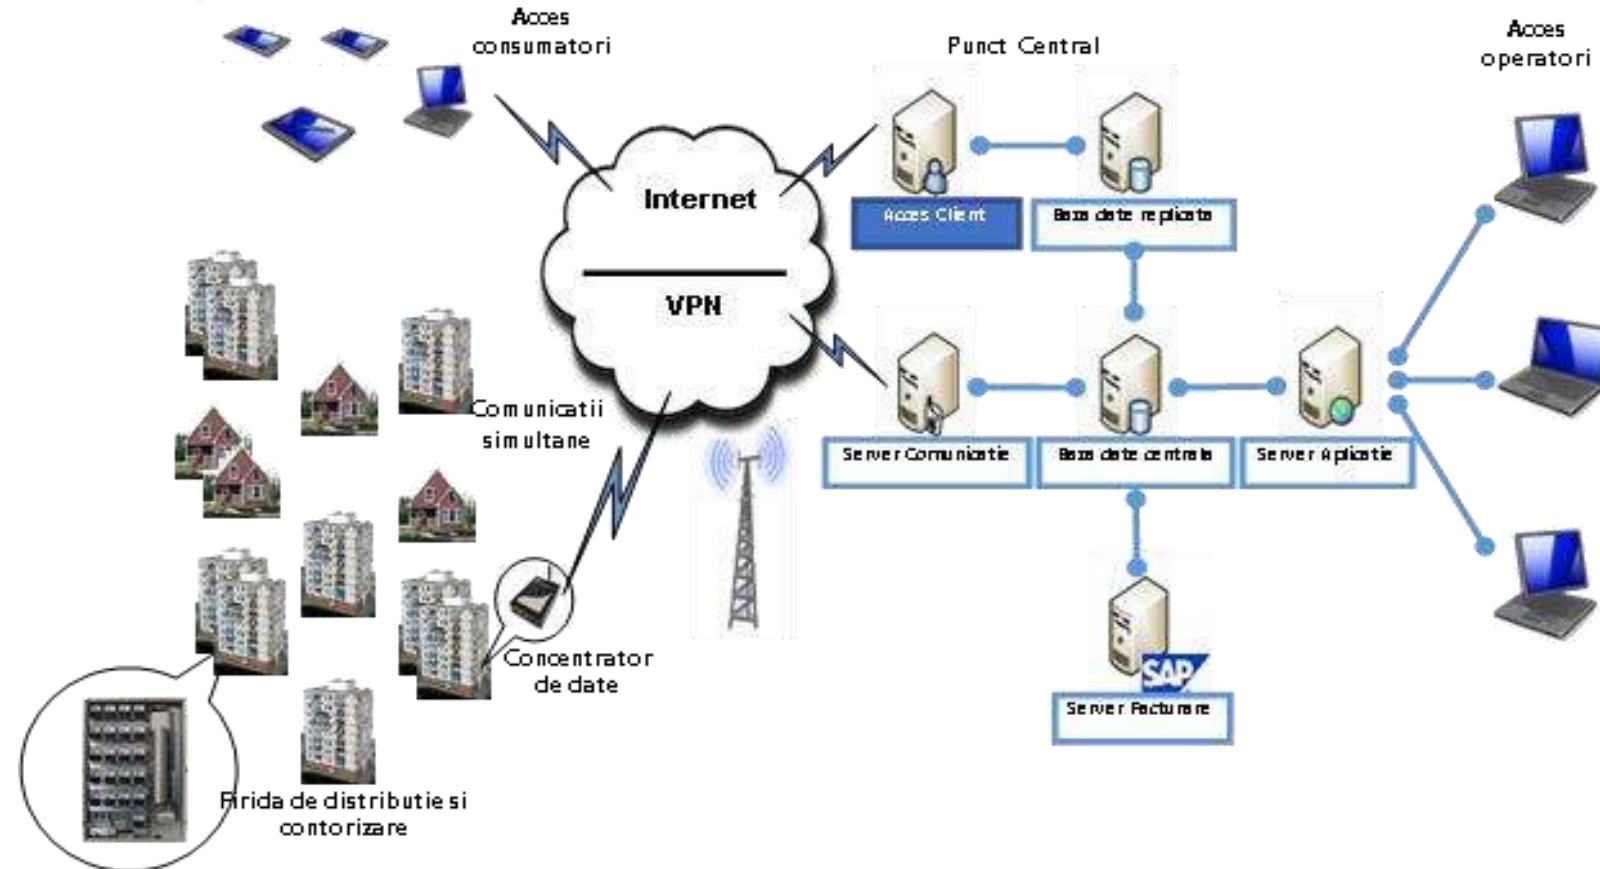 Acces
consumatori
Punct Central
Acces
operatori
Internet
VPN
Acces Client
Baza date replicata
Comunicatii
simultane
Server Comunicatie
Baza date centrala
Server Aplicatie
Concentrator
de date
SAP
Server Facturare
Firida de distributie si
contorizare